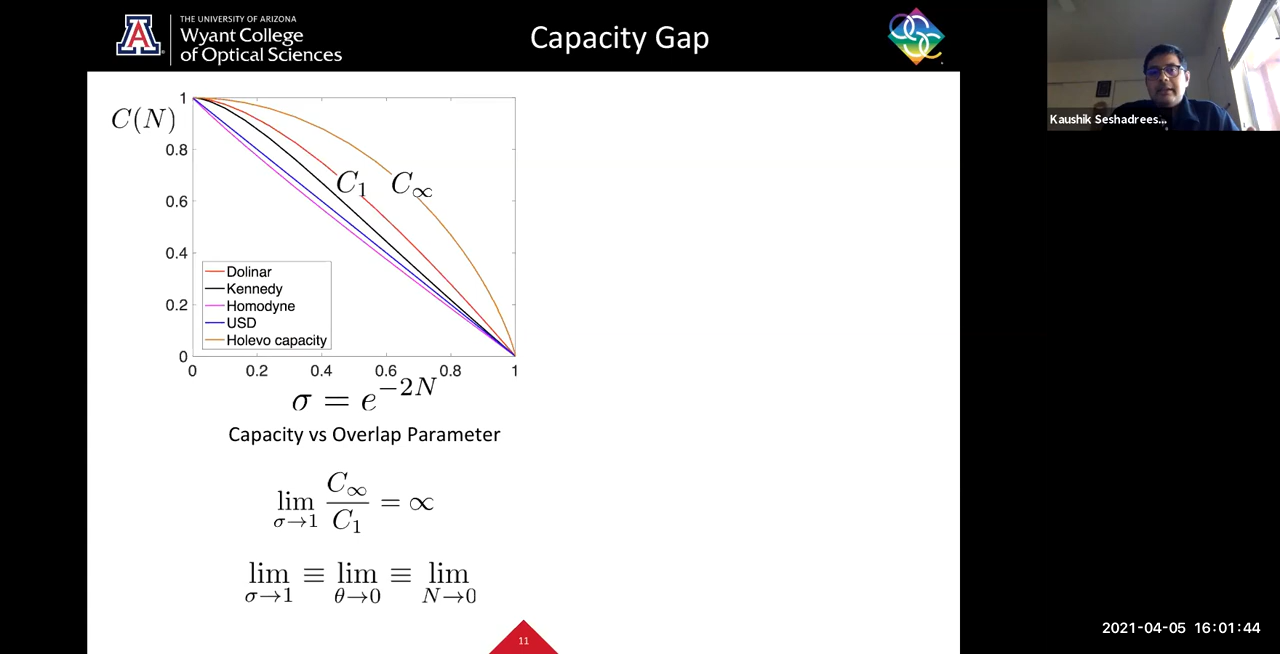 THE UNIVERSITY OF ARIZONA
Wyant College
of Optical Sciences
Capacity Gap
Kaushik Seshadrees...
C(N)
1
0.8
0.6
0.4
0.2
0
C₁
C∞
Dolinar
Kennedy
Homodyne
USD
Holevo capacity
0 0.2 0.4 0.6 0.8 1
σ = e^{-2N}
Capacity vs Overlap Parameter
lim_{σ→1} C∞/C₁ = ∞
lim_{σ→1} ≡ lim_{θ→0} ≡ lim_{N→0}
11
2021-04-05 16:01:44